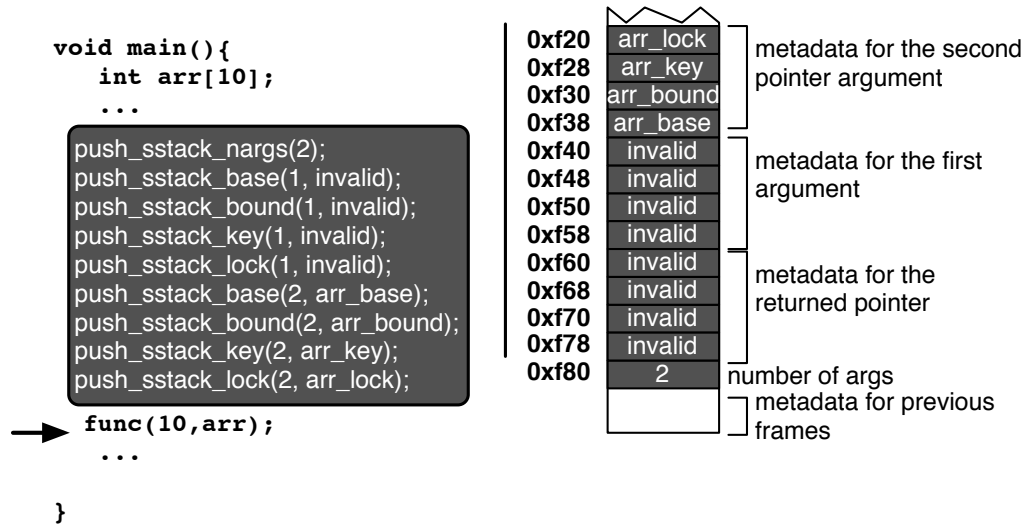 void main(){
int arr[10];
...
push_sstack_nargs(2);
push_sstack_base(1, invalid);
push_sstack_bound(1, invalid);
push_sstack_key(1, invalid);
push_sstack_lock(1, invalid);
push_sstack_base(2, arr_base);
push_sstack_bound(2, arr_bound);
push_sstack_key(2, arr_key);
push_sstack_lock(2, arr_lock);
func(10,arr);
...
}
0xf20 arr_lock
0xf28 arr_key
0xf30 arr_bound
0xf38 arr_base
0xf40 invalid
0xf48 invalid
0xf50 invalid
0xf58 invalid
0xf60 invalid
0xf68 invalid
0xf70 invalid
0xf78 invalid
0xf80 2
metadata for the second
pointer argument
metadata for the first
argument
metadata for the
returned pointer
number of args
metadata for previous
frames